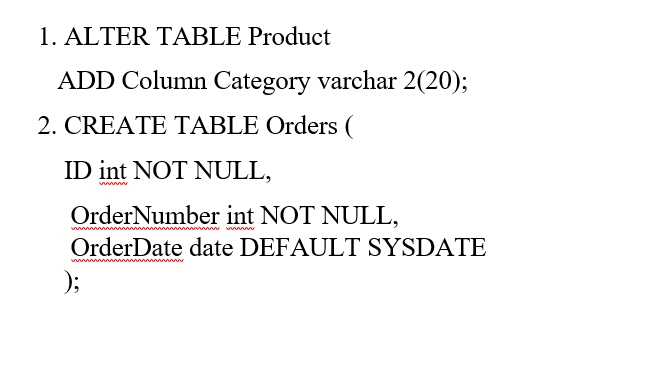 1. ALTER TABLE Product
ADD Column Category varchar 2(20);
2. CREATE TABLE Orders (
ID int NOT NULL,
OrderNumber int NOT NULL,
OrderDate date DEFAULT SYSDATE
);